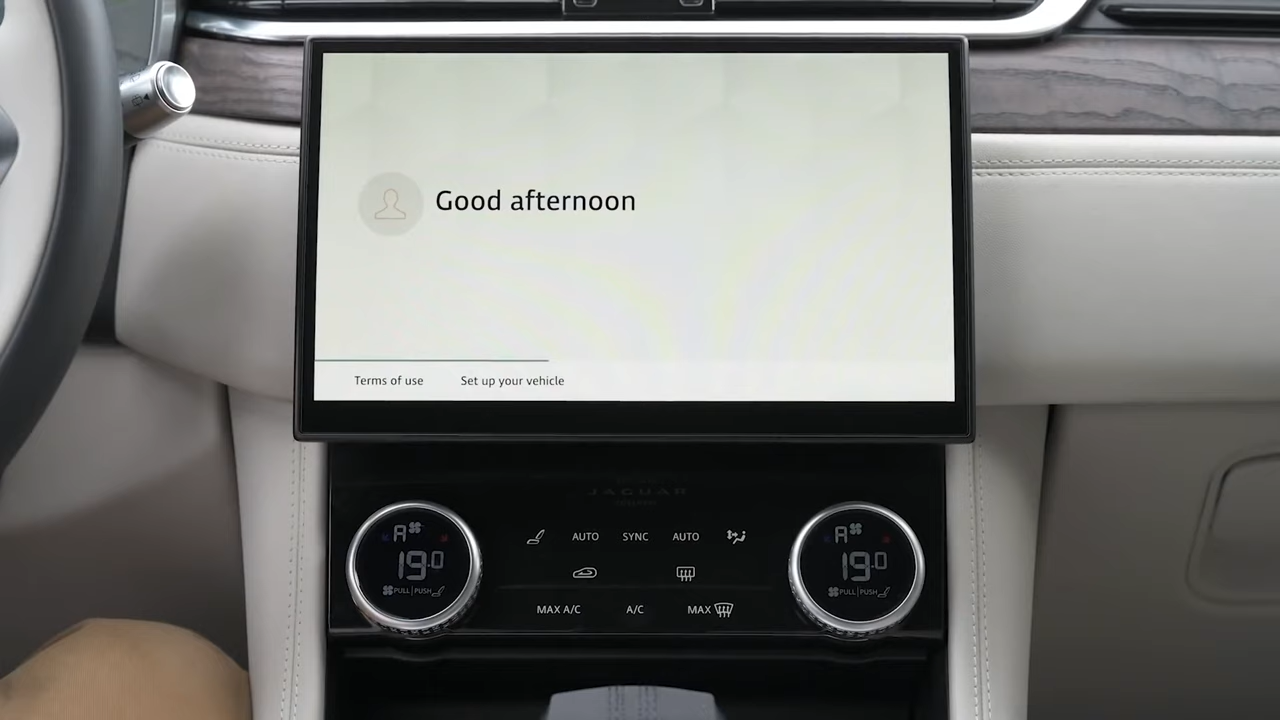 Good afternoon
Terms of use
Set up your vehicle
JAGUAR
A
19.0
PULL | PUSH
AUTO
SYNC
AUTO
MAX A/C
A/C
MAX
A
19.0
PULL | PUSH